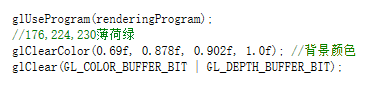 glUseProgram(renderingProgram);
//176,224,230薄荷绿
glClearColor(0.69f, 0.878f, 0.902f, 1.0f); //背景颜色
glClear(GL_COLOR_BUFFER_BIT | GL_DEPTH_BUFFER_BIT);